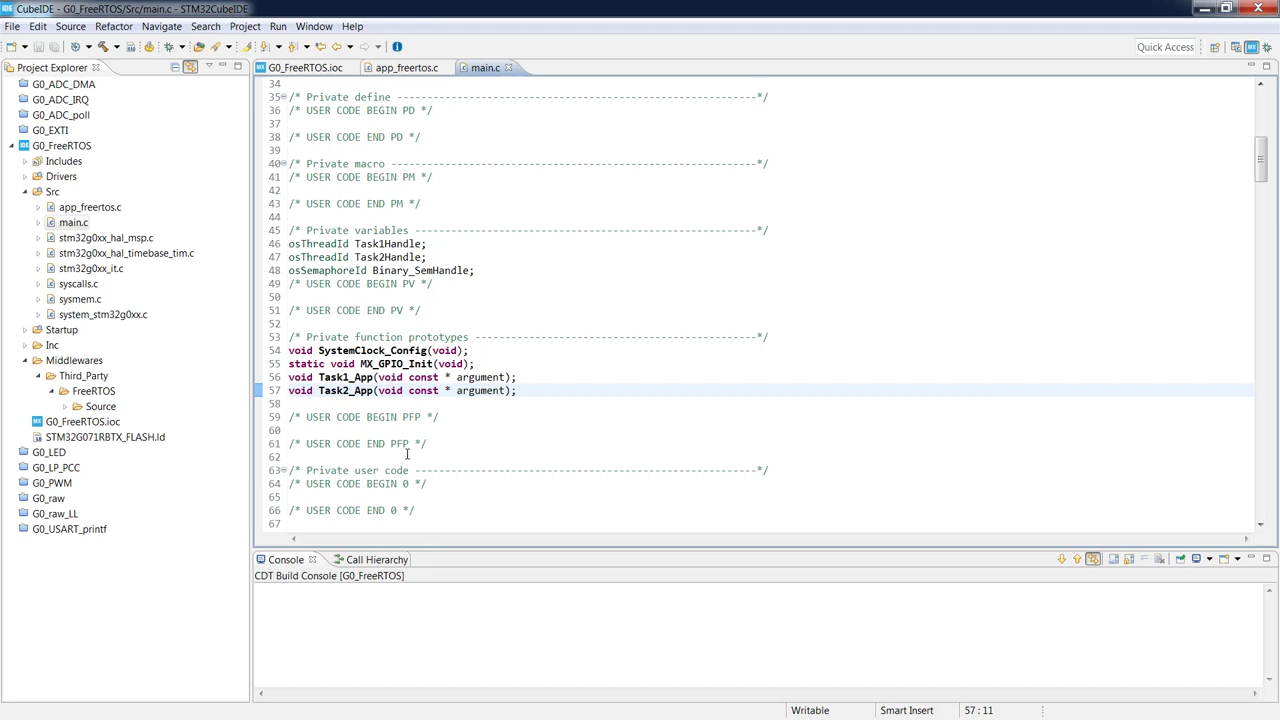 IDE CubeIDE - G0_FreeRTOS/Src/main.c - STM32CubeIDE
File Edit Source Refactor Navigate Search Project Run Window Help
Quick Access
MX
Project Explorer
G0_ADC_DMA
G0_ADC_IRQ
G0_ADC_poll
G0_EXTI
G0_FreeRTOS
Includes
Drivers
Src
app_freertos.c
main.c
stm32g0xx_hal_msp.c
stm32g0xx_hal_timebase_tim.c
stm32g0xx_it.c
syscalls.c
sysmem.c
system_stm32g0xx.c
Startup
Inc
Middlewares
Third_Party
FreeRTOS
Source
MX G0_FreeRTOS.ioc
STM32G071RBTX_FLASH.ld
G0_LED
G0_LP_PCC
G0_PWM
G0_raw
G0_raw_LL
G0_USART_printf
MX G0_FreeRTOS.ioc app_freertos.c main.c
34
35 /* Private define ------------------------------------------------------------*/
36 /* USER CODE BEGIN PD */
37
38 /* USER CODE END PD */
39
40 /* Private macro -------------------------------------------------------------*/
41 /* USER CODE BEGIN PM */
42
43 /* USER CODE END PM */
44
45 /* Private variables ---------------------------------------------------------*/
46 osThreadId Task1Handle;
47 osThreadId Task2Handle;
48 osSemaphoreId Binary_SemHandle;
49 /* USER CODE BEGIN PV */
50
51 /* USER CODE END PV */
52
53 /* Private function prototypes -----------------------------------------------*/
54 void SystemClock_Config(void);
55 static void MX_GPIO_Init(void);
56 void Task1_App(void const * argument);
57 void Task2_App(void const * argument);
58
59 /* USER CODE BEGIN PFP */
60
61 /* USER CODE END PFP */
62
63 /* Private user code ---------------------------------------------------------*/
64 /* USER CODE BEGIN 0 */
65
66 /* USER CODE END 0 */
67
Console Call Hierarchy
CDT Build Console [G0_FreeRTOS]
Writable Smart Insert 57 : 11